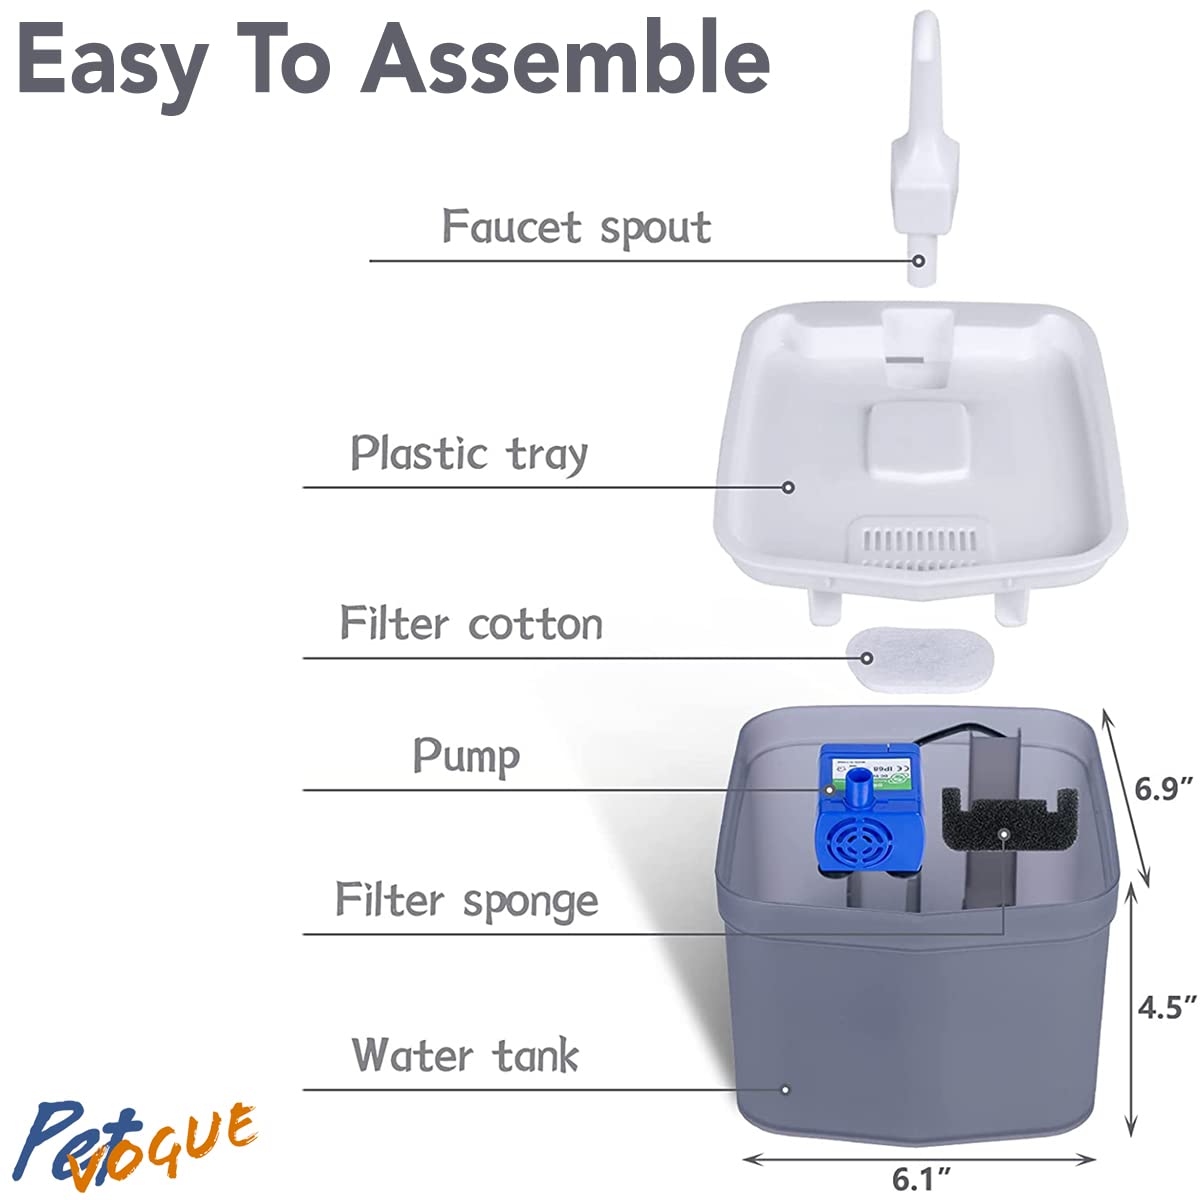 Easy To Assemble
Faucet spout
Plastic tray
Filter cotton
Pump
IP68
6.9”
Filter sponge
4.5”
Water tank
Pet VOGUE
6.1”